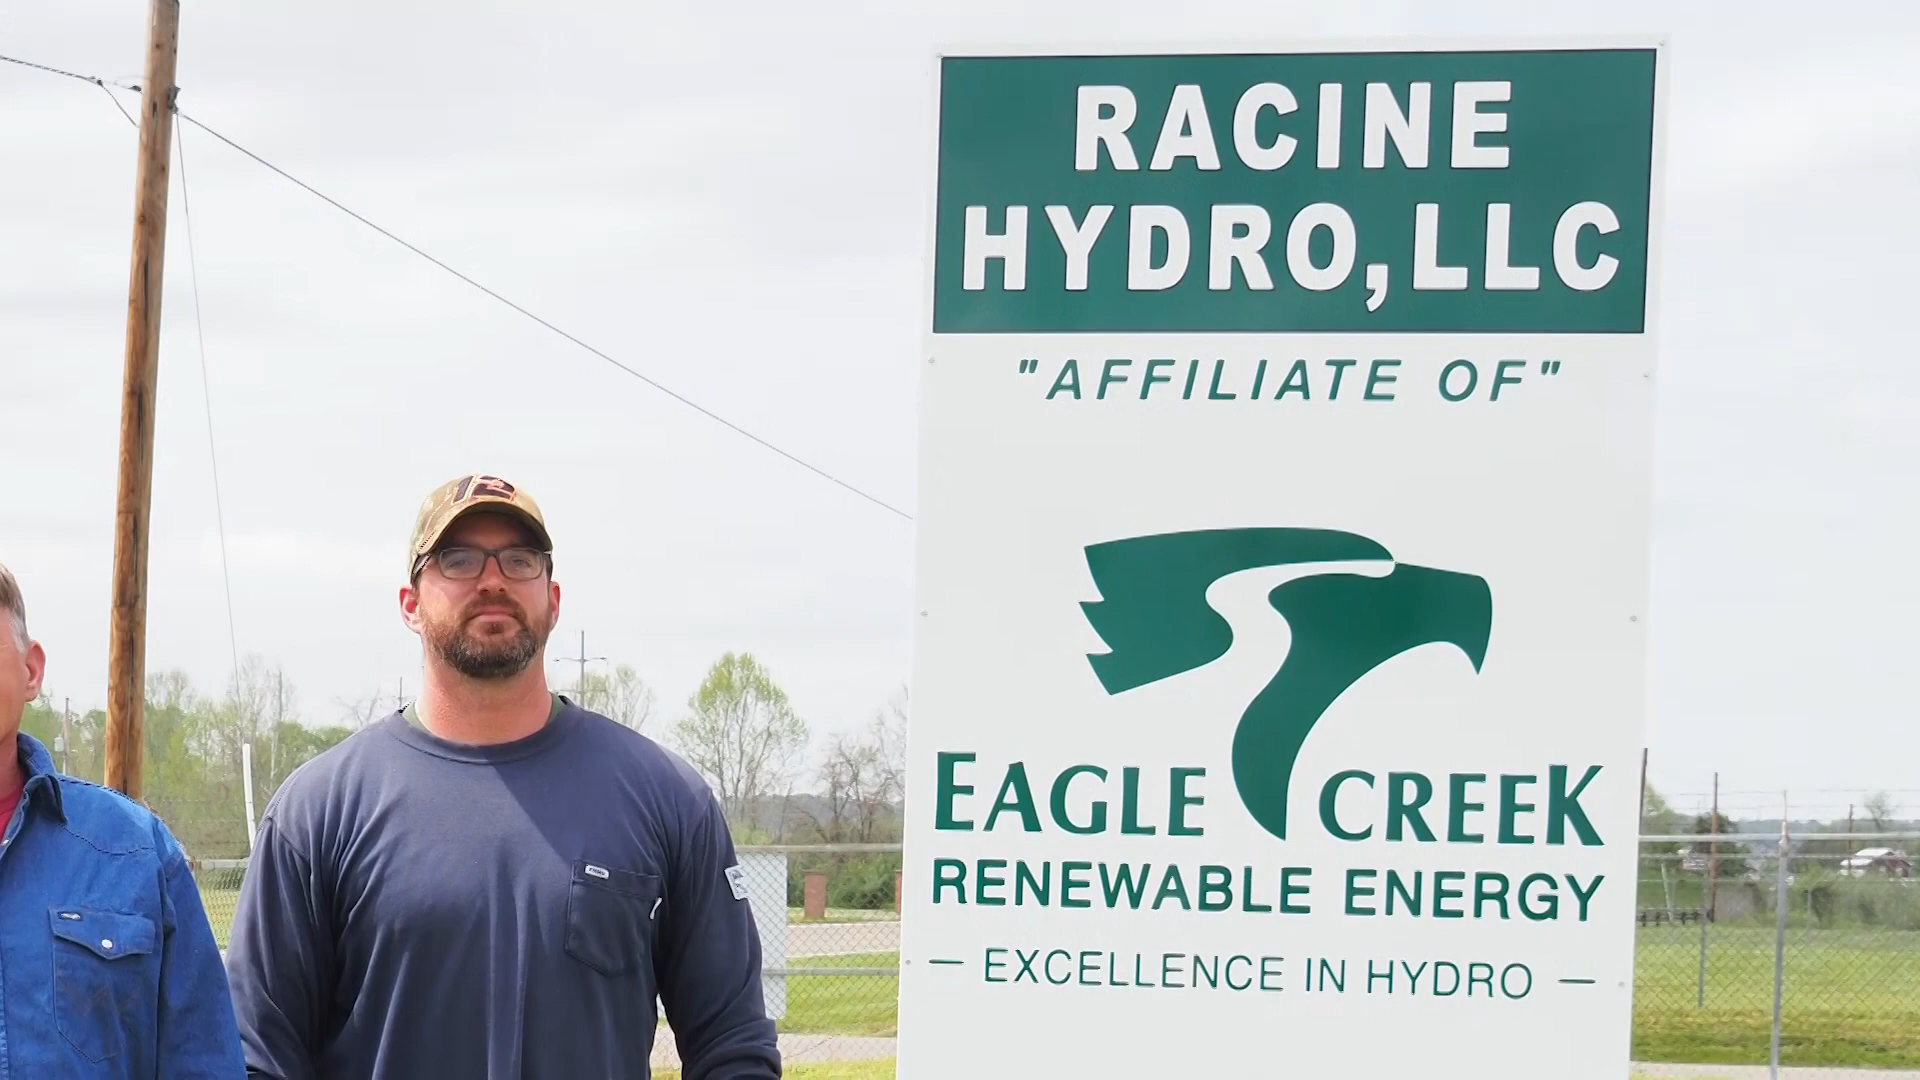 RACINE
HYDRO,LLC
"AFFILIATE OF"
EAGLE CREEK
RENEWABLE ENERGY
— EXCELLENCE IN HYDRO —